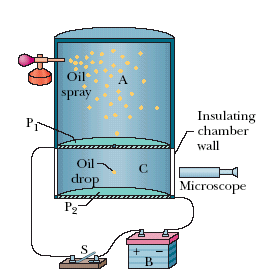 Oil
spray
A
P1
Insulating
chamber
wall
Oil
drop
C
Microscope
P2
S
+ −
B